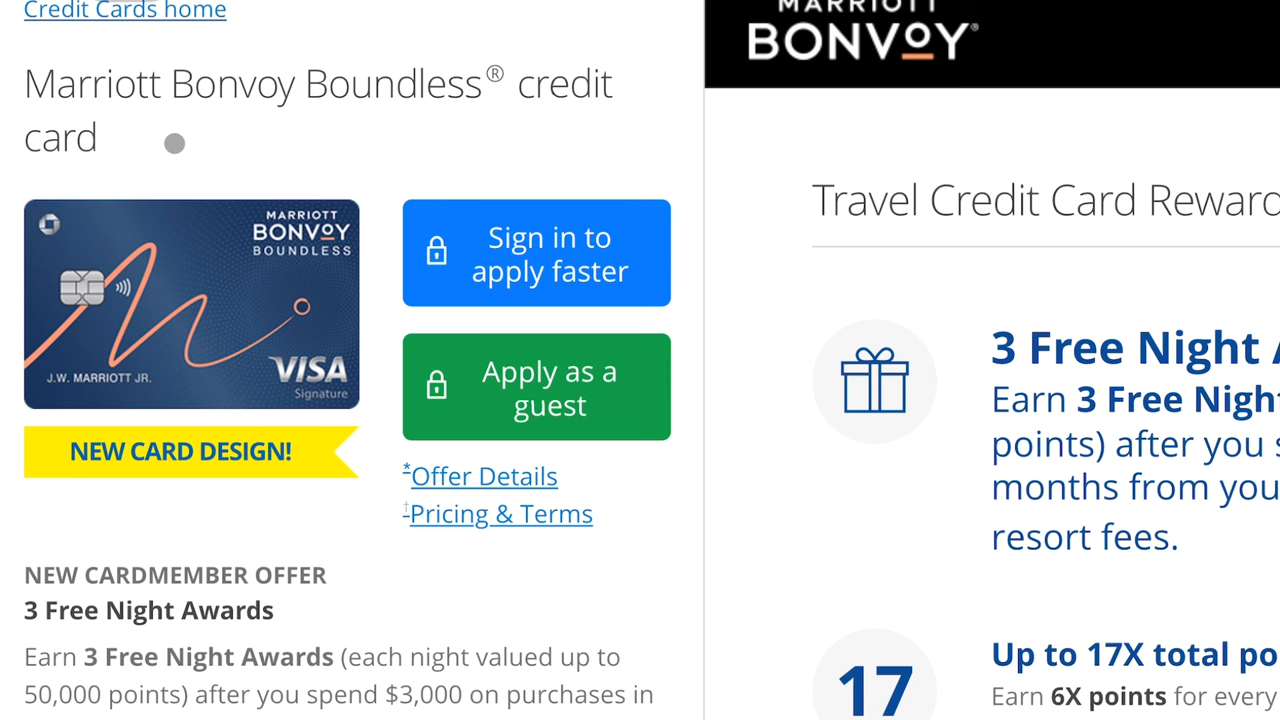 Credit Cards home
Marriott Bonvoy Boundless® credit
card
MARRIOTT
BONVOY
BOUNDLESS
J.W. MARRIOTT JR.
VISA
Signature
NEW CARD DESIGN!
Sign in to
apply faster
Apply as a
guest
*Offer Details
†Pricing & Terms
NEW CARDMEMBER OFFER
3 Free Night Awards
Earn 3 Free Night Awards (each night valued up to
50,000 points) after you spend $3,000 on purchases in
MARRIOTT
BONVOY®
Travel Credit Card Reward
3 Free Night
Earn 3 Free Nigh
points) after you
months from you
resort fees.
17
Up to 17X total po
Earn 6X points for every